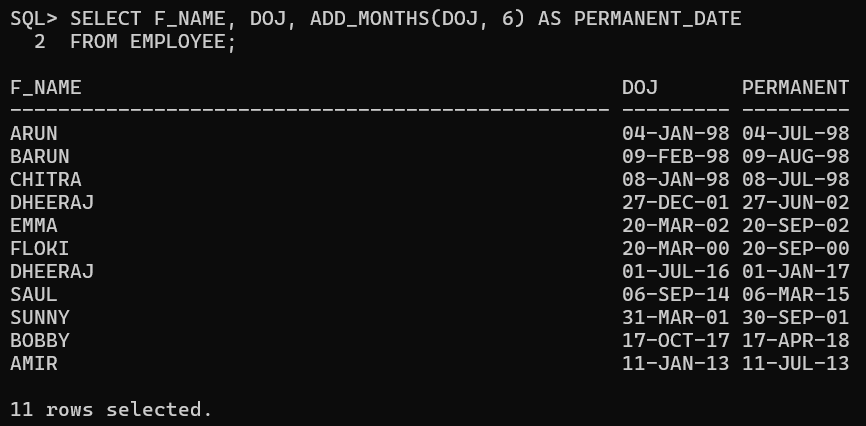 SQL> SELECT F_NAME, DOJ, ADD_MONTHS(DOJ, 6) AS PERMANENT_DATE
  2  FROM EMPLOYEE;

F_NAME                                             DOJ       PERMANENT
-------------------------------------------------- --------- ---------
ARUN                                               04-JAN-98 04-JUL-98
BARUN                                              09-FEB-98 09-AUG-98
CHITRA                                             08-JAN-98 08-JUL-98
DHEERAJ                                            27-DEC-01 27-JUN-02
EMMA                                               20-MAR-02 20-SEP-02
FLOKI                                              20-MAR-00 20-SEP-00
DHEERAJ                                            01-JUL-16 01-JAN-17
SAUL                                               06-SEP-14 06-MAR-15
SUNNY                                              31-MAR-01 30-SEP-01
BOBBY                                              17-OCT-17 17-APR-18
AMIR                                               11-JAN-13 11-JUL-13

11 rows selected.